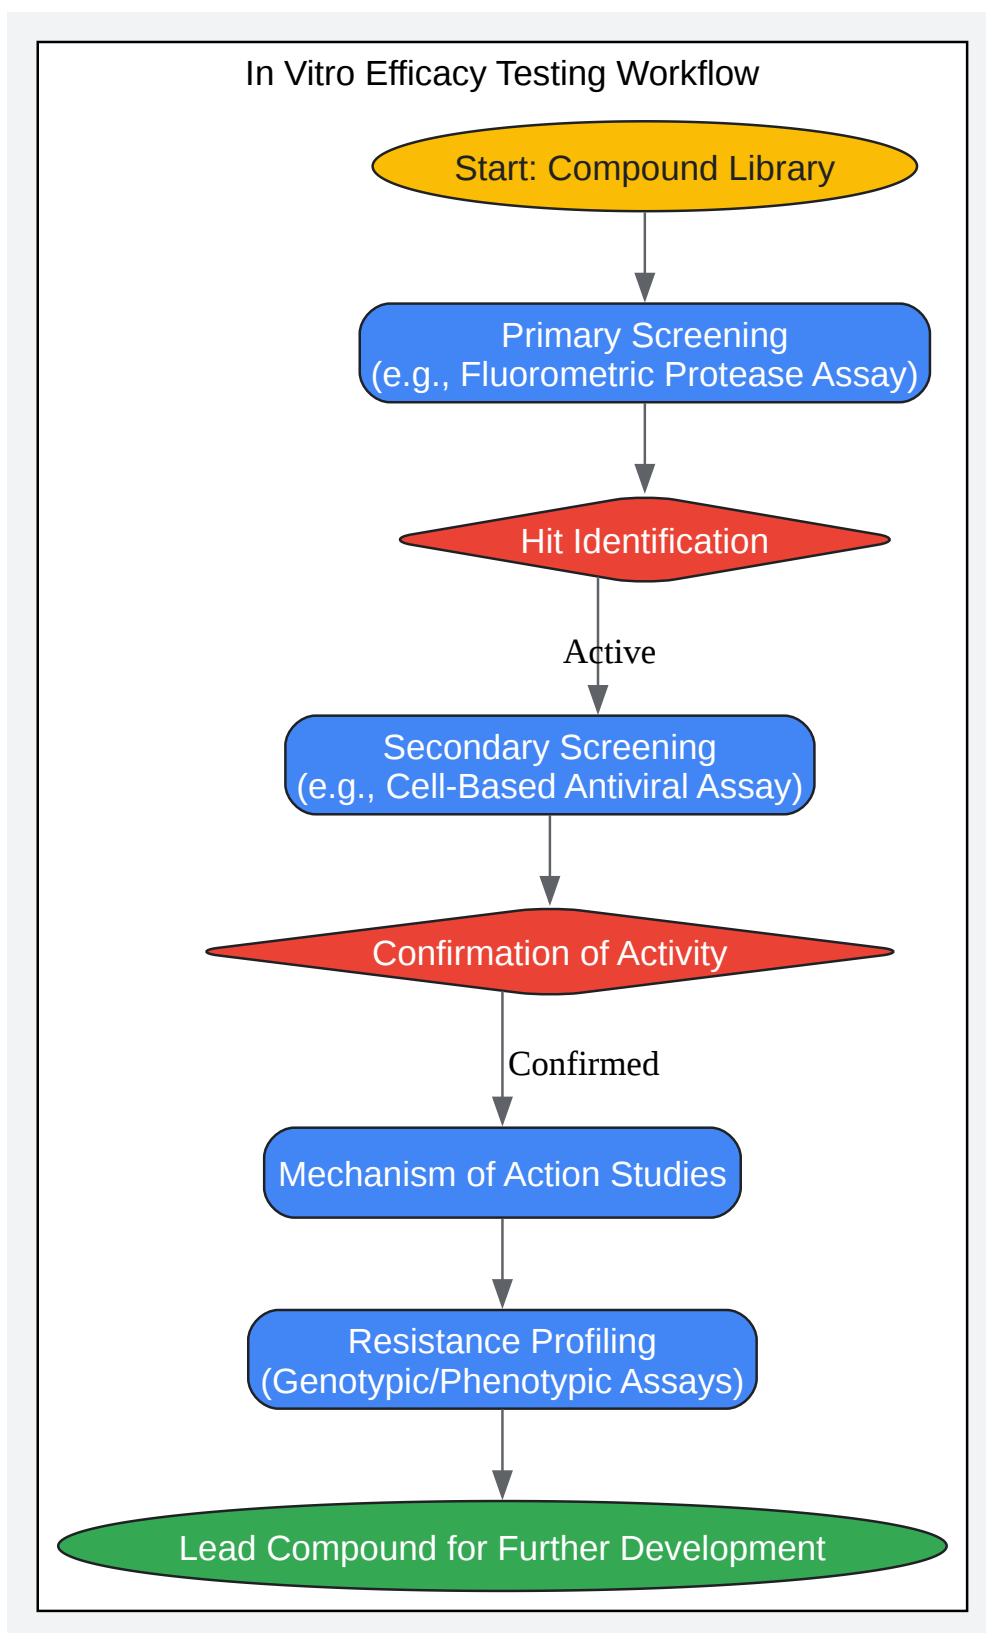 In Vitro Efficacy Testing Workflow
Start: Compound Library
Primary Screening
(e.g., Fluorometric Protease Assay)
Hit Identification
Active
Secondary Screening
(e.g., Cell-Based Antiviral Assay)
Confirmation of Activity
Confirmed
Mechanism of Action Studies
Resistance Profiling
(Genotypic/Phenotypic Assays)
Lead Compound for Further Development